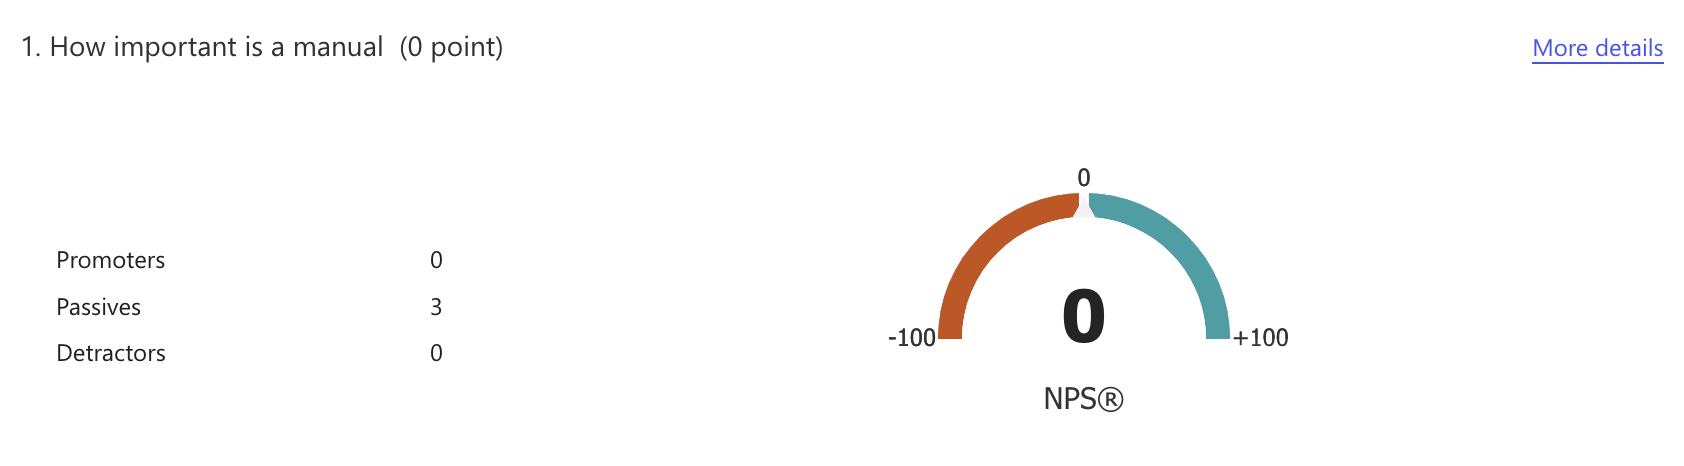 1. How important is a manual (0 point)
More details
Promoters 0
Passives 3
Detractors 0
0
-100
0
+100
NPS®